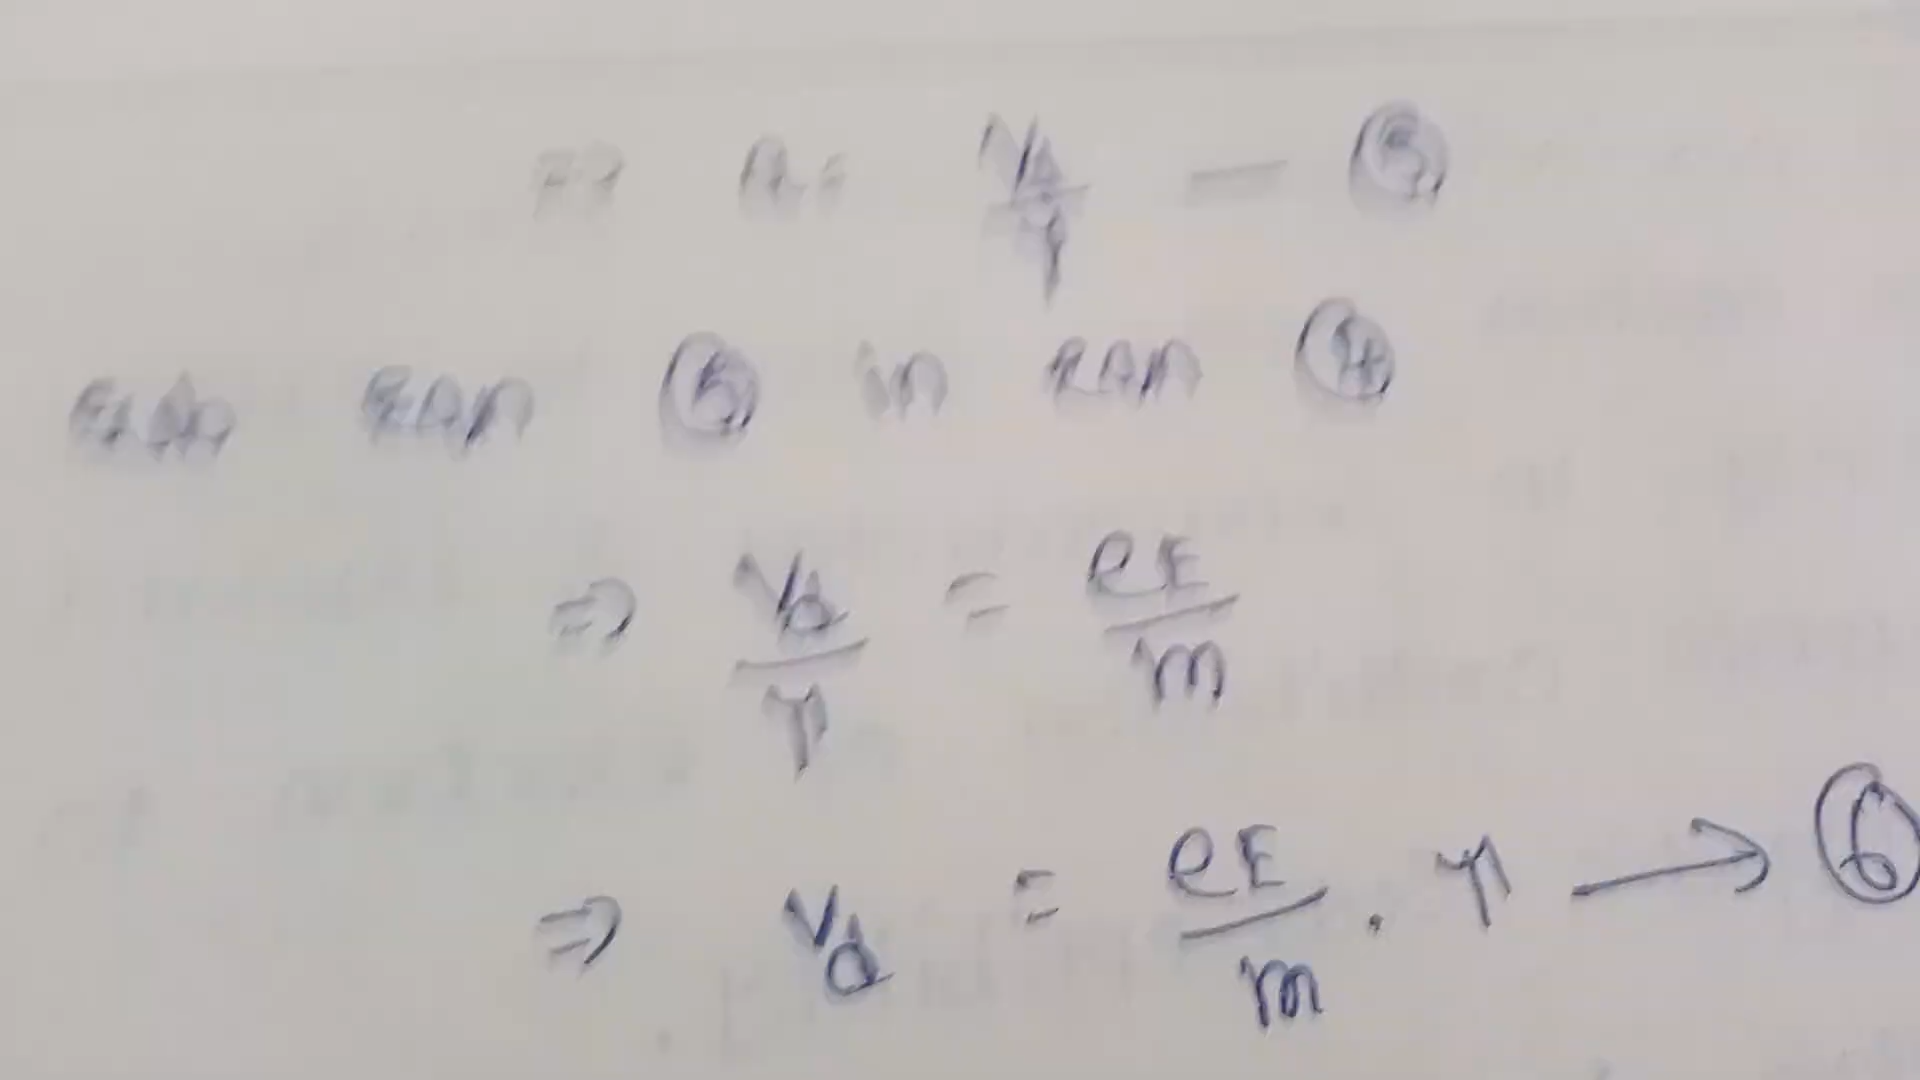 ⇒ a = Vd/τ — ⑤
Eqn ⑤ in eqn ④
⇒ Vd/τ = eE/m
⇒ Vd = eE/m . τ → ⑥